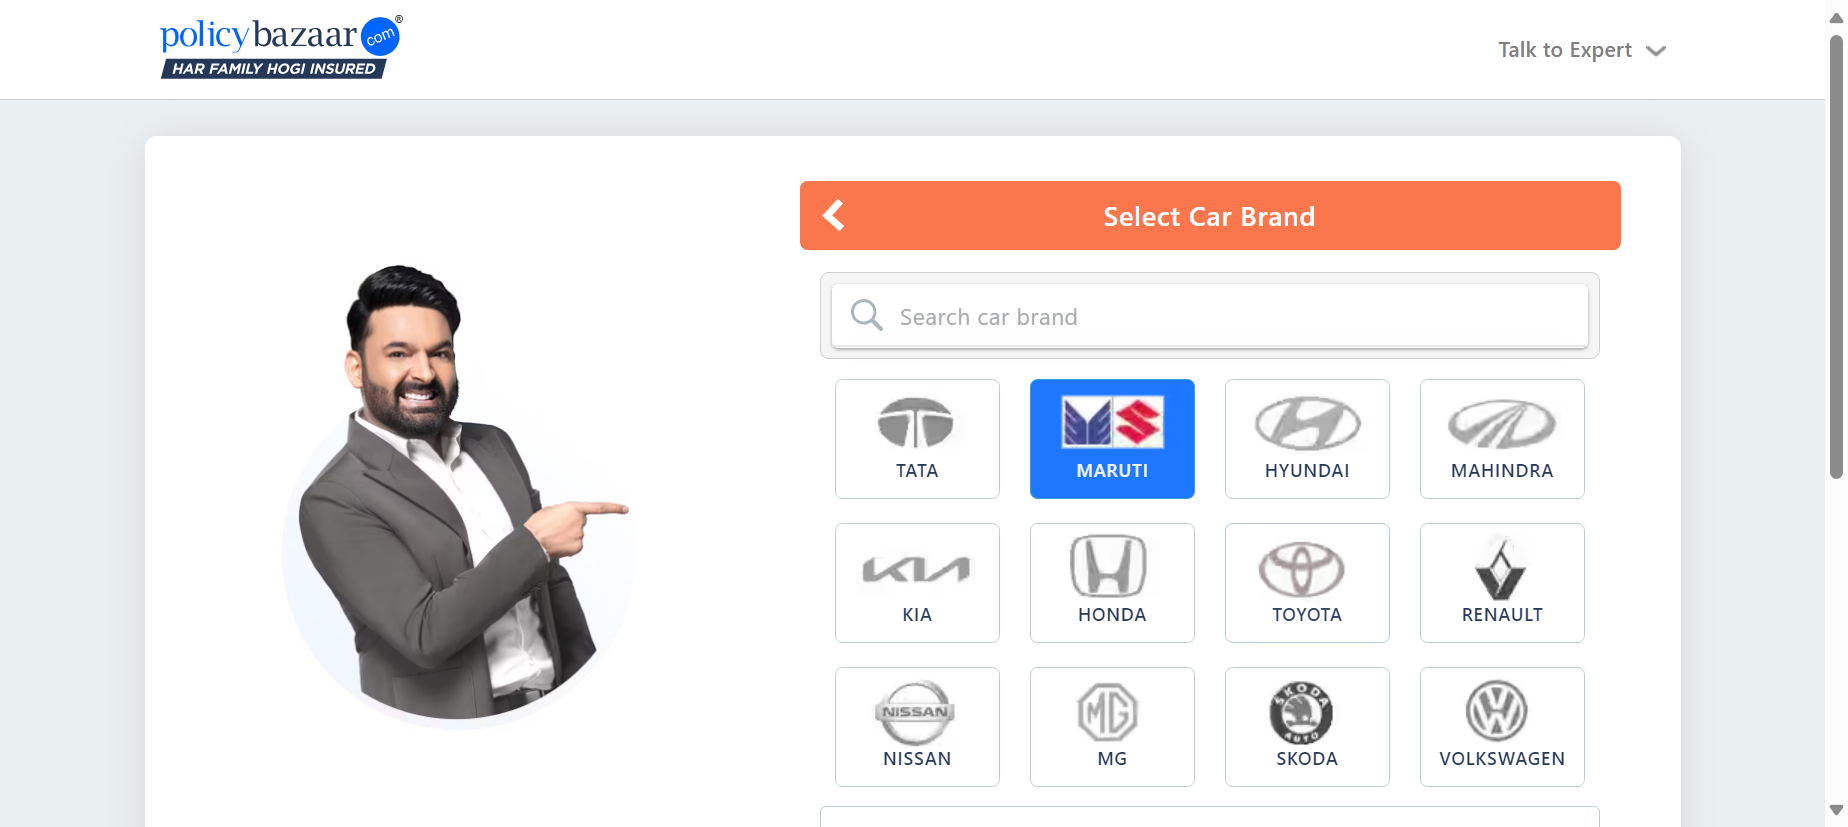 policybazaar com ®
HAR FAMILY HOGI INSURED
Talk to Expert
Select Car Brand
Search car brand
TATA
MARUTI
HYUNDAI
MAHINDRA
KIA
HONDA
TOYOTA
RENAULT
NISSAN
NISSAN
MG
MG
SKODA
AUTO
SKODA
VOLKSWAGEN